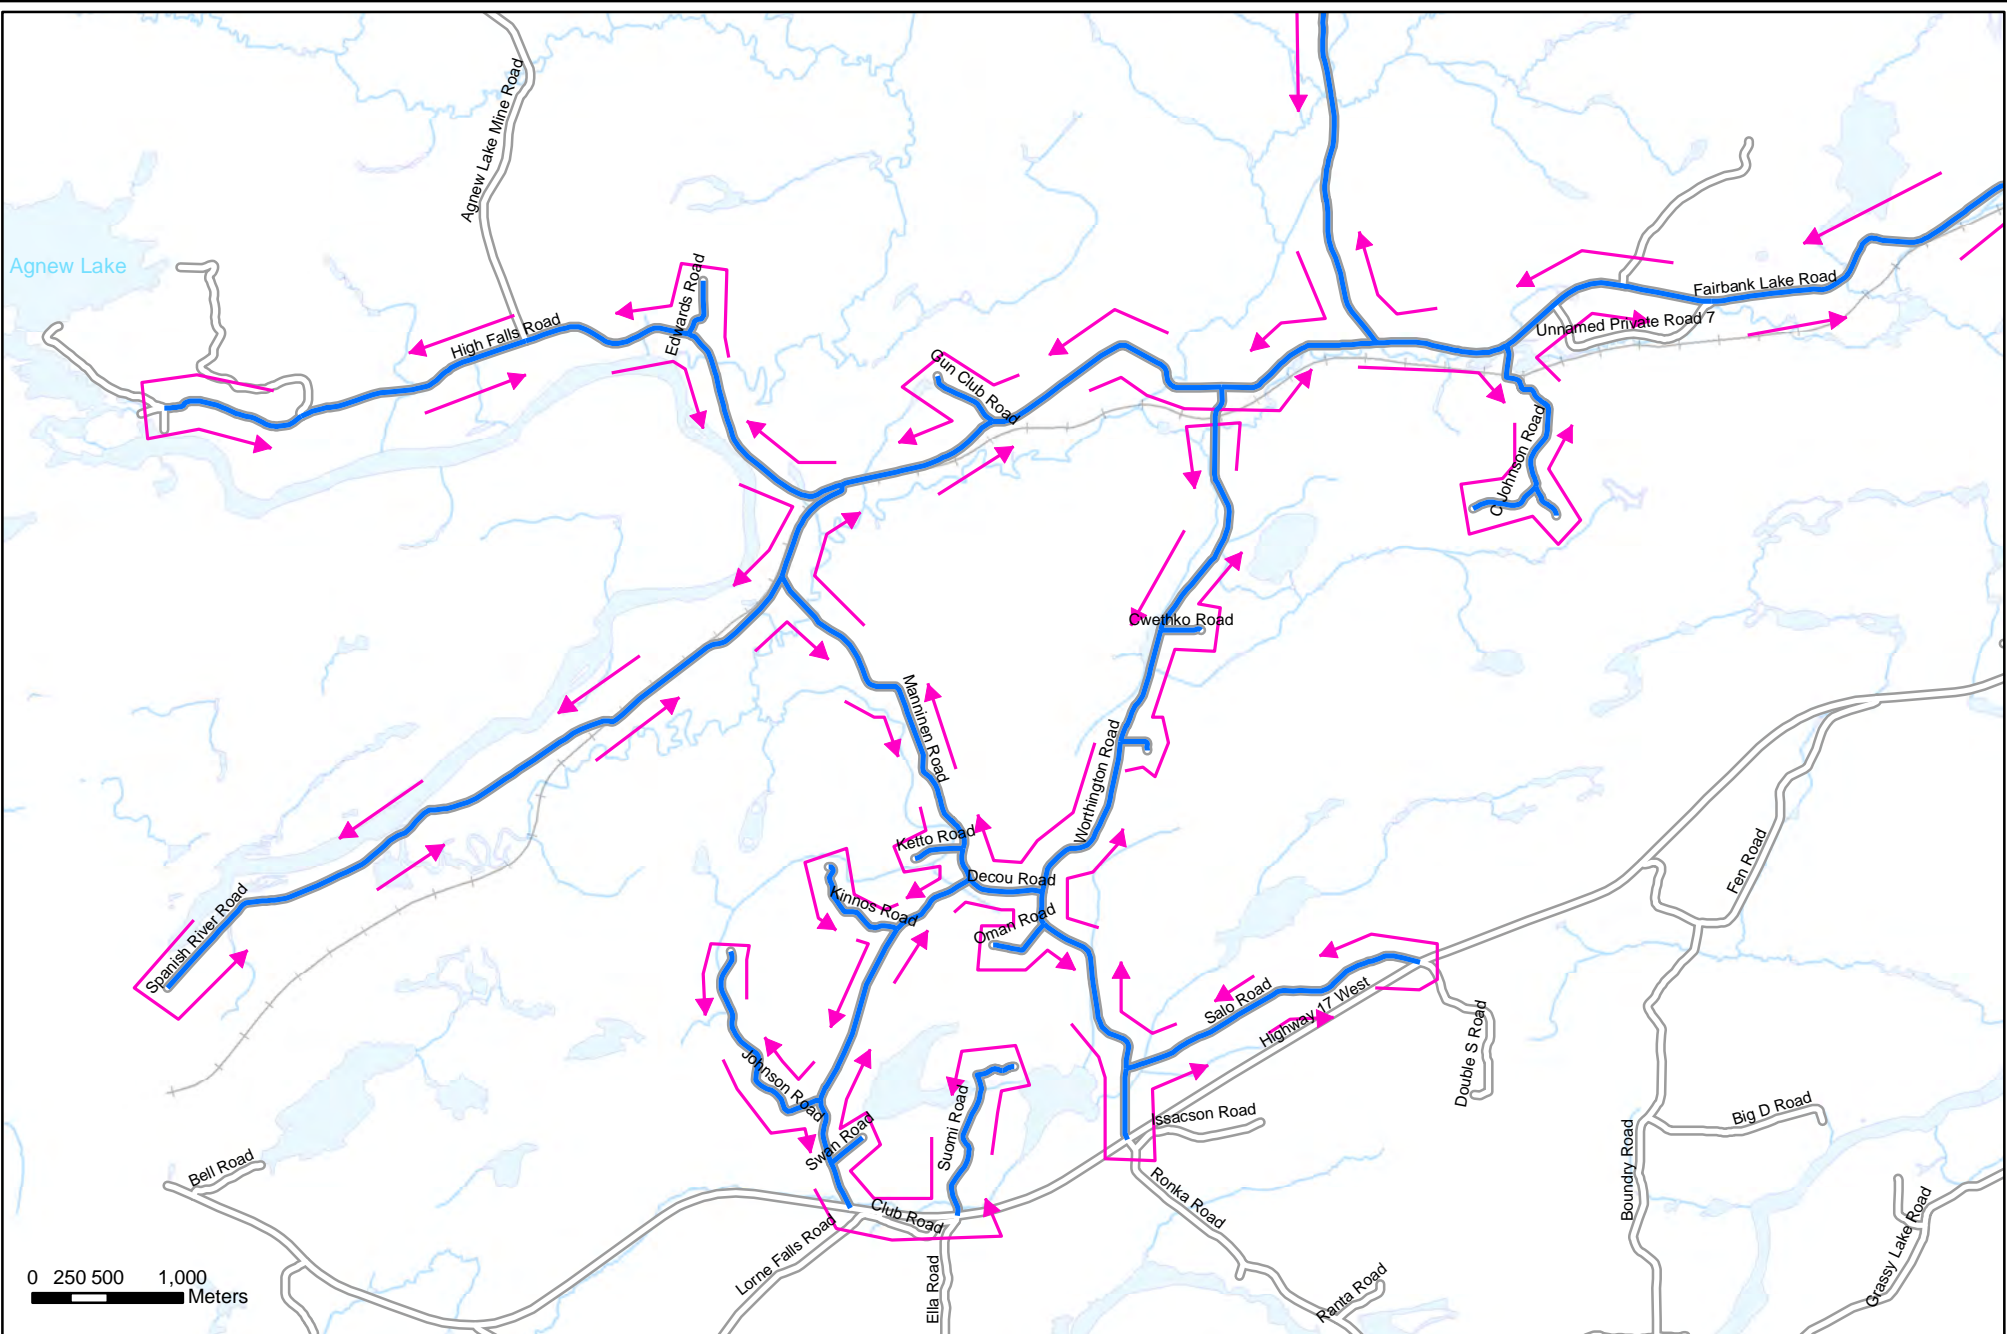 Agnew Lake Mine Road
Agnew Lake
Edwards Road
High Falls Road
Fairbank Lake Road
Unnamed Private Road 7
Gun Club Road
C Johnson Road
Cwethko Road
Manninen Road
Worthington Road
Ketto Road
Decou Road
Kinnos Road
Oman Road
Spanish River Road
Fen Road
Salo Road
Highway 17 West
Double S Road
Johnson Road
Suomi Road
Swan Road
Issacson Road
Big D Road
Boundry Road
Bell Road
Ronka Road
Club Road
Lorne Falls Road
Ella Road
Grassy Lake Road
Ranta Road
0 250 500 1,000
Meters